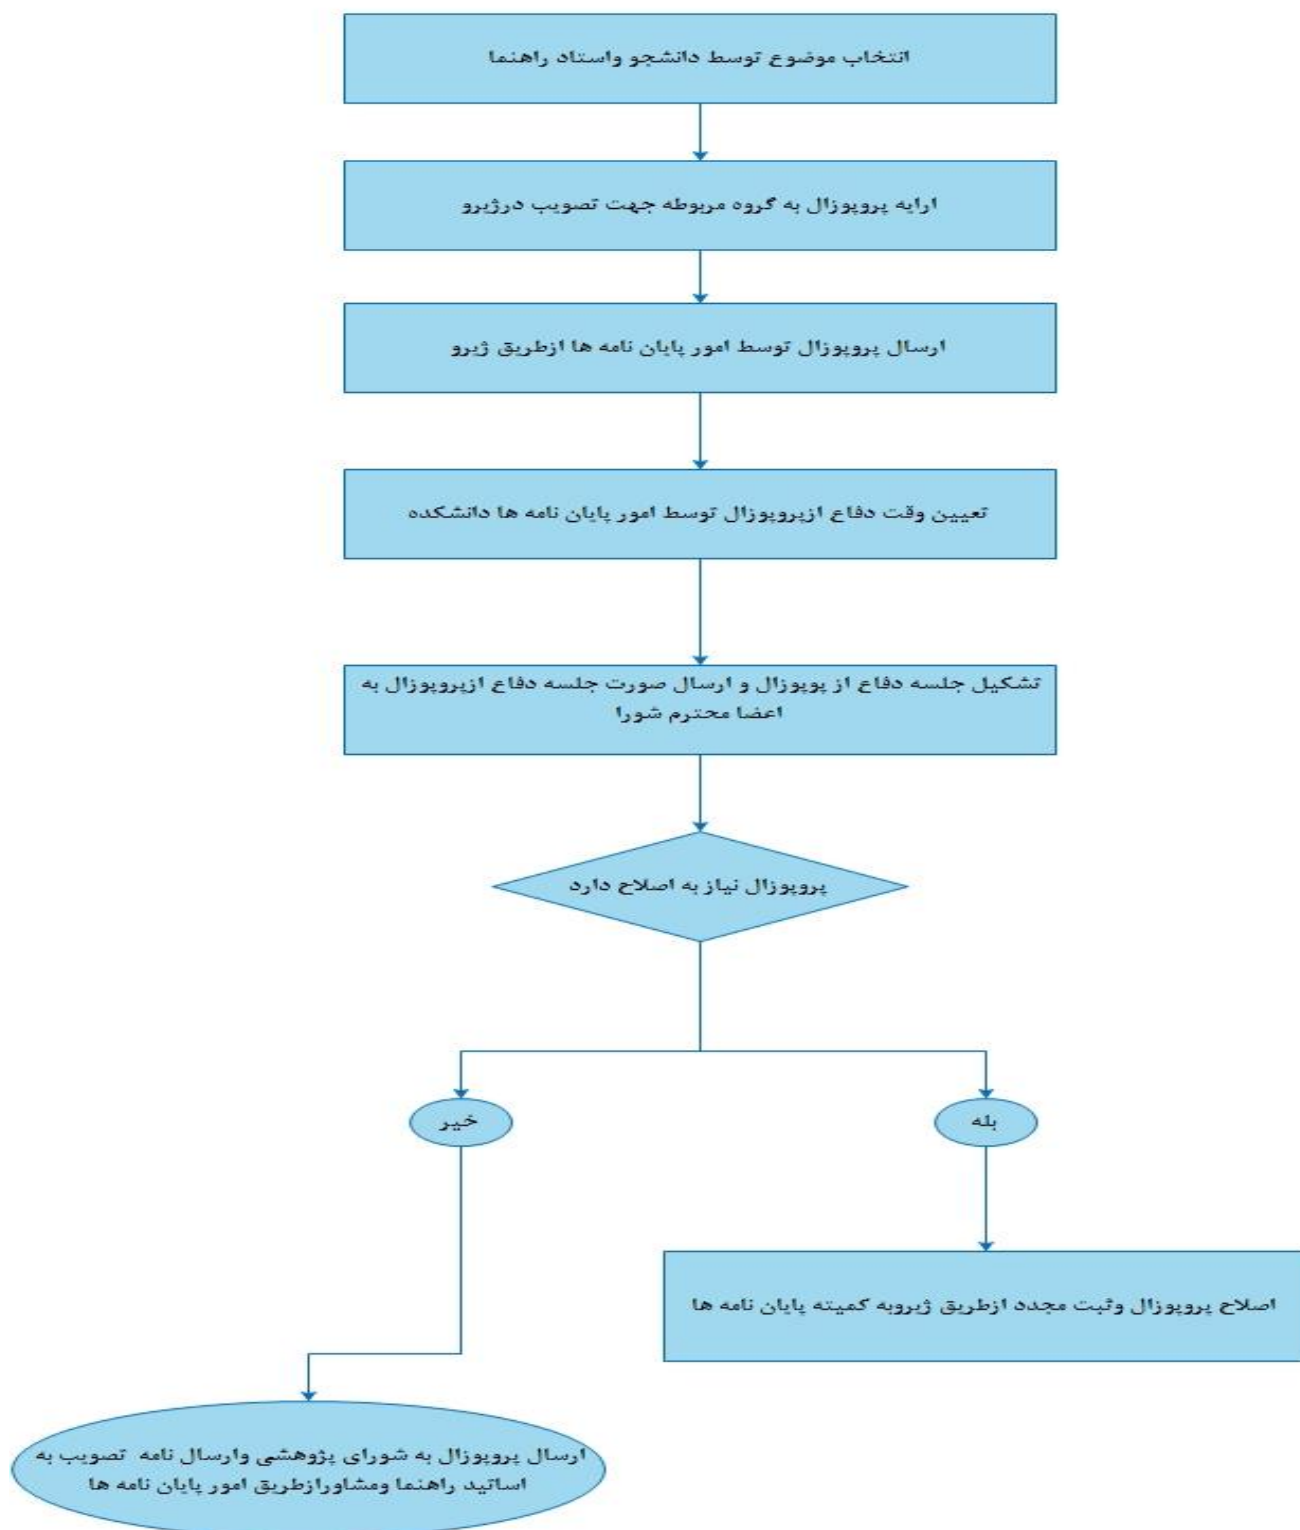 انتخاب موضوع توسط دانشجو واستاد راهنما
ارایه پروپوزال به گروه مربوطه جهت تصویب درژیرو
ارسال پروپوزال توسط امور پایان نامه ها ازطریق ژیرو
تعیین وقت دفاع ازپروپوزال توسط امور پایان نامه ها دانشکده
تشکیل جلسه دفاع از پوپوزال و ارسال صورت جلسه دفاع ازپروپوزال به
اعضا محترم شورا
پروپوزال نیاز به اصلاح دارد
بله
خیر
اصلاح پروپوزال وثبت مجدد ازطریق ژیروبه کمیته پایان نامه ها
ارسال پروپوزال به شورای پژوهشی وارسال نامه تصویب به
اساتید راهنما ومشاورازطریق امور پایان نامه ها